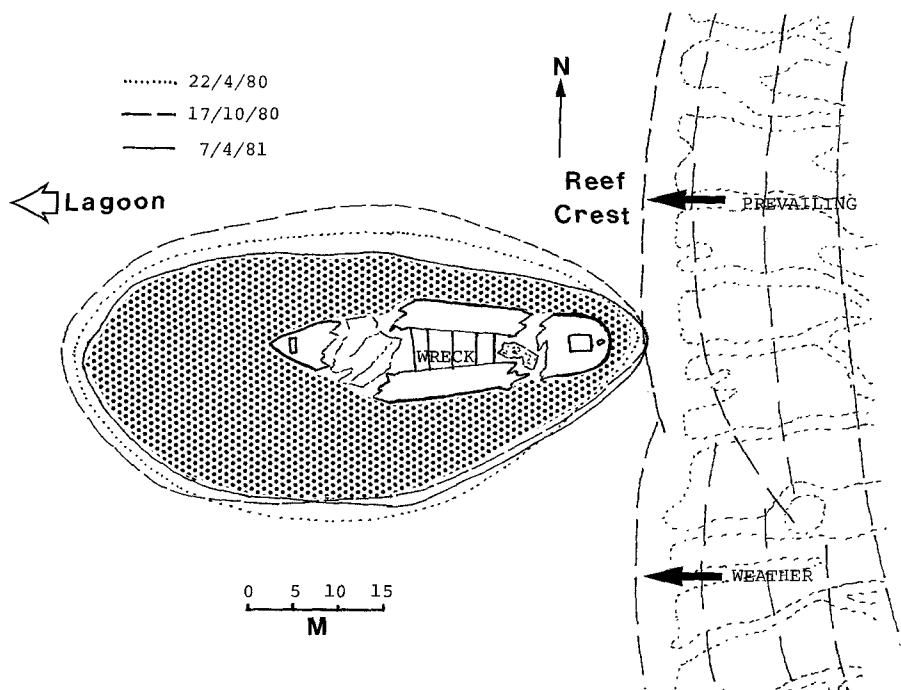 22/4/80
17/10/80
7/4/81
N
Lagoon
Reef
Crest
PREVAILING
WRECK
WEATHER
0 5 10 15
M